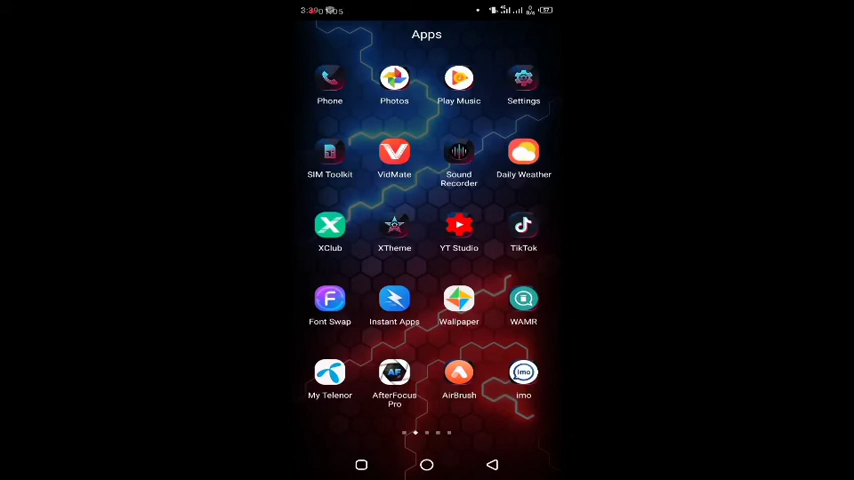 Apps
Phone Photos Play Music Settings
SIM Toolkit VidMate Sound Recorder Daily Weather
XClub XTheme YT Studio TikTok
Font Swap Instant Apps Wallpaper WAMR
My Telenor AfterFocus Pro AirBrush imo